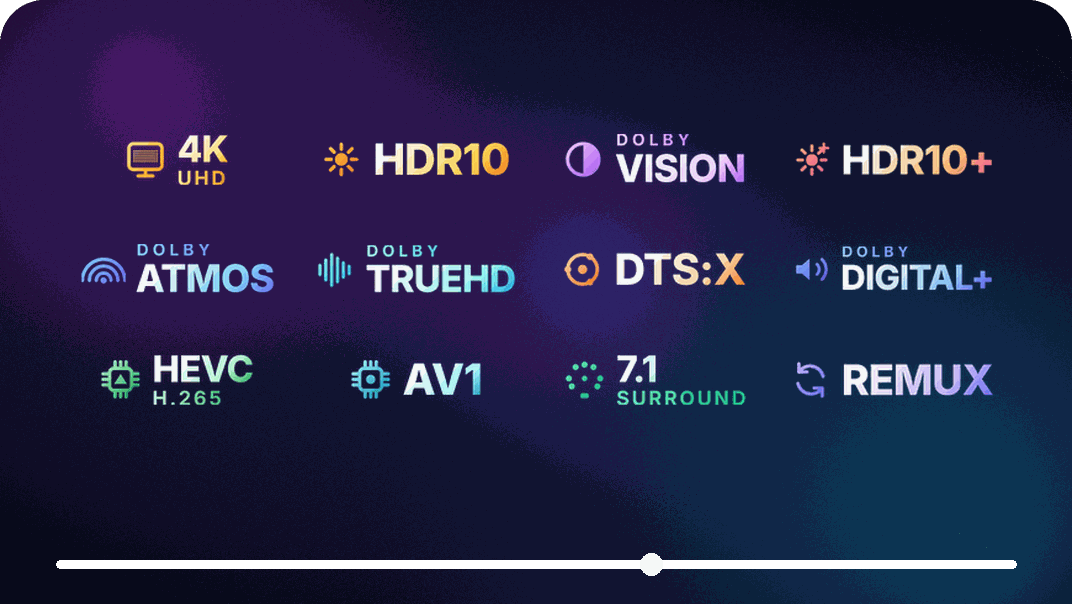 4K
UHD
HDR10
DOLBY
VISION
HDR10+
DOLBY
ATMOS
DOLBY
TRUEHD
DTS:X
DOLBY
DIGITAL+
HEVC
H.265
AV1
7.1
SURROUND
REMUX